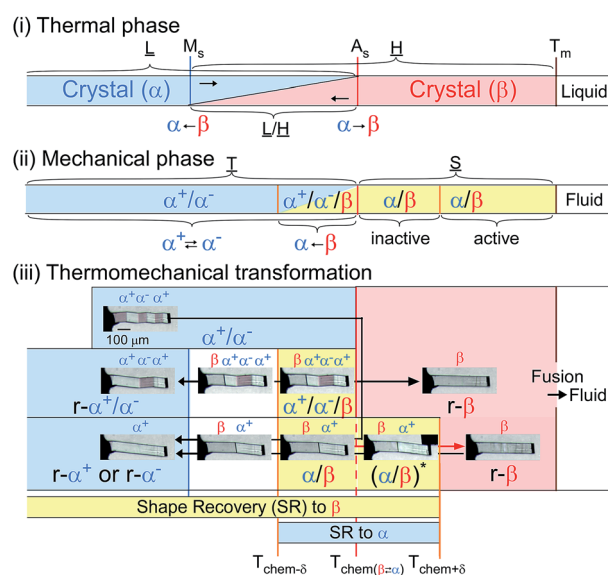 (i) Thermal phase
L Ms H As Tm
Crystal (α) Crystal (β) Liquid
α←β L/H α→β
(ii) Mechanical phase
T S
α⁺/α⁻ α⁺/α⁻/β α/β α/β Fluid
α⁺⇄α⁻ α←β inactive active
(iii) Thermomechanical transformation
α⁺α⁻ α⁺
100 μm
α⁺/α⁻
α⁺α⁻α⁺ β α⁺α⁻α⁺ β α⁺α⁻α⁺ β
r-α⁺/α⁻ α⁺/α⁻/β r-β
Fusion
→Fluid
α⁺ β α⁺ β α⁺ β α⁺ β
r-α⁺ or r-α⁻ α/β (α/β)* r-β
Shape Recovery (SR) to β
SR to α
Tchem-δ Tchem(β⇄α) Tchem+δ